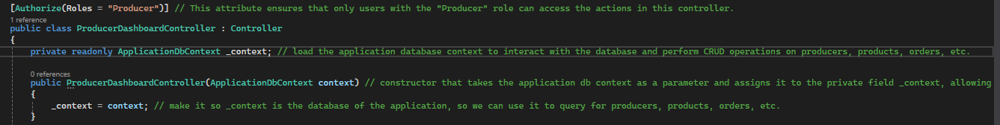 [Authorize(Roles = "Producer")] // This attribute ensures that only users with the "Producer" role can access the actions in this controller.
1 reference
public class ProducerDashboardController : Controller
{
private readonly ApplicationDbContext _context; // load the application database context to interact with the database and perform CRUD operations on producers, products, orders, etc.
0 references
public ProducerDashboardController(ApplicationDbContext context) // constructor that takes the application db context as a parameter and assigns it to the private field _context, allowing
{
_context = context; // make it so _context is the database of the application, so we can use it to query for producers, products, orders, etc.
}